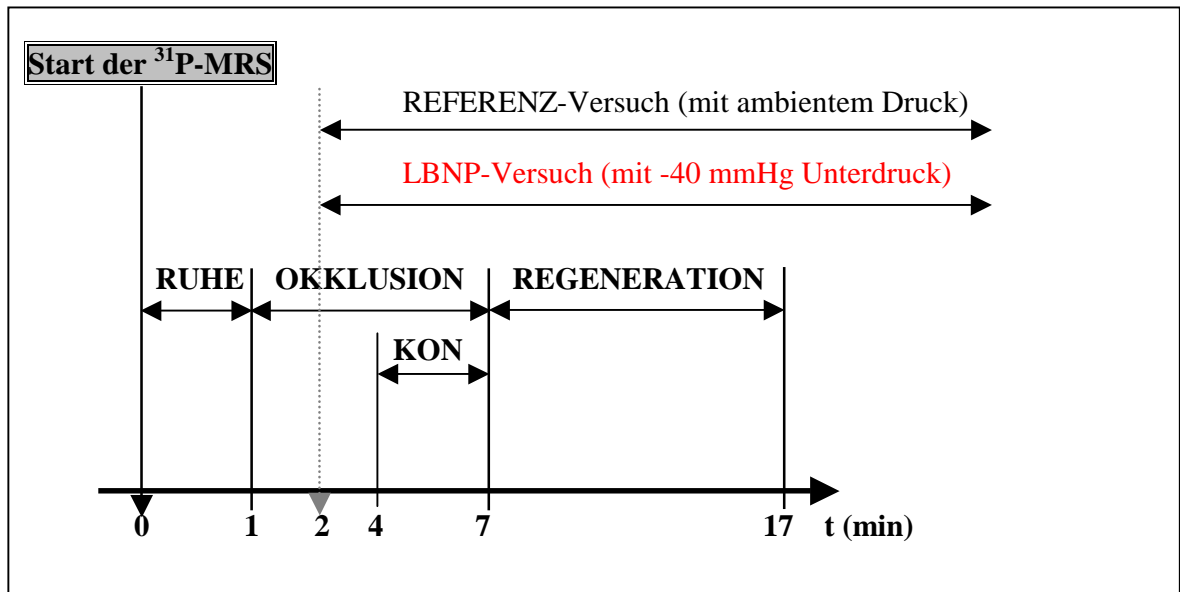 Start der ³¹P-MRS
REFERENZ-Versuch (mit ambientem Druck)
LBNP-Versuch (mit -40 mmHg Unterdruck)
RUHE OKKLUSION REGENERATION
KON
0 1 2 4 7 17 t (min)